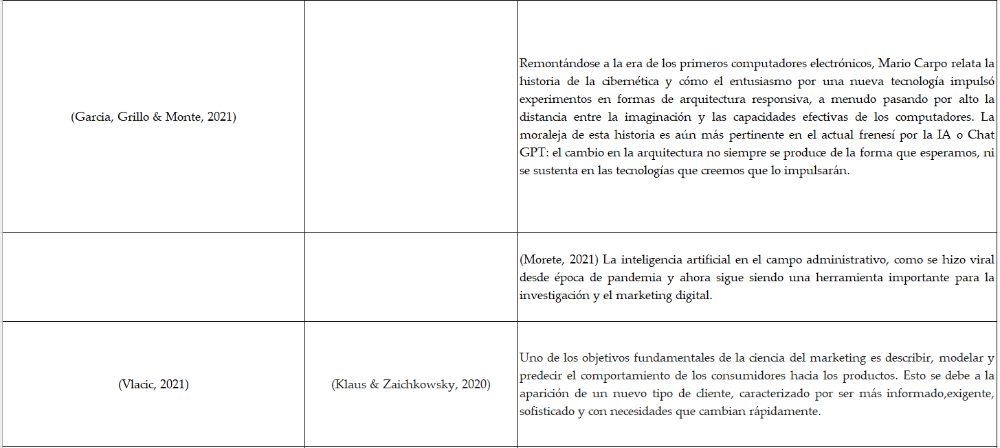 (Garcia, Grillo & Monte, 2021)
Remontándose a la era de los primeros computadores electrónicos, Mario Carpo relata la
historia de la cibernética y cómo el entusiasmo por una nueva tecnología impulsó
experimentos en formas de arquitectura responsiva, a menudo pasando por alto la
distancia entre la imaginación y las capacidades efectivas de los computadores. La
moraleja de esta historia es aún más pertinente en el actual frenesí por la IA o Chat
GPT: el cambio en la arquitectura no siempre se produce de la forma que esperamos, ni
se sustenta en las tecnologías que creemos que lo impulsarán.
(Morete, 2021) La inteligencia artificial en el campo administrativo, como se hizo viral
desde época de pandemia y ahora sigue siendo una herramienta importante para la
investigación y el marketing digital.
(Vlacic, 2021)
(Klaus & Zaichkowsky, 2020)
Uno de los objetivos fundamentales de la ciencia del marketing es describir, modelar y
predecir el comportamiento de los consumidores hacia los productos. Esto se debe a la
aparición de un nuevo tipo de cliente, caracterizado por ser más informado,exigente,
sofisticado y con necesidades que cambian rápidamente.